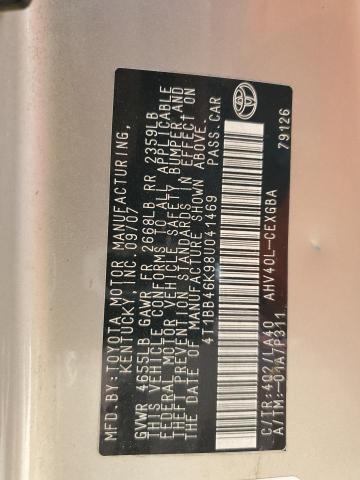 MFD.BY:TOYOTA MOTOR MANUFACTURING,
KENTUCKY, INC. 09/07
GVWR 4655LB GAWR FR 2668LB RR 2359LB
THIS VEHICLE CONFORMS TO ALL APPLICABLE
FEDERAL MOTOR VEHICLE SAFETY, BUMPER, AND
THEFT PREVENTION STANDARDS IN EFFECT ON
DATE OF MANUFACTURE SHOWN ABOVE.
4T1BB46K98U041469 PASS.CAR
C/TR:4Q2/LA40 AHV40L-CEXGBA
A/TM:-01A/P311 79126